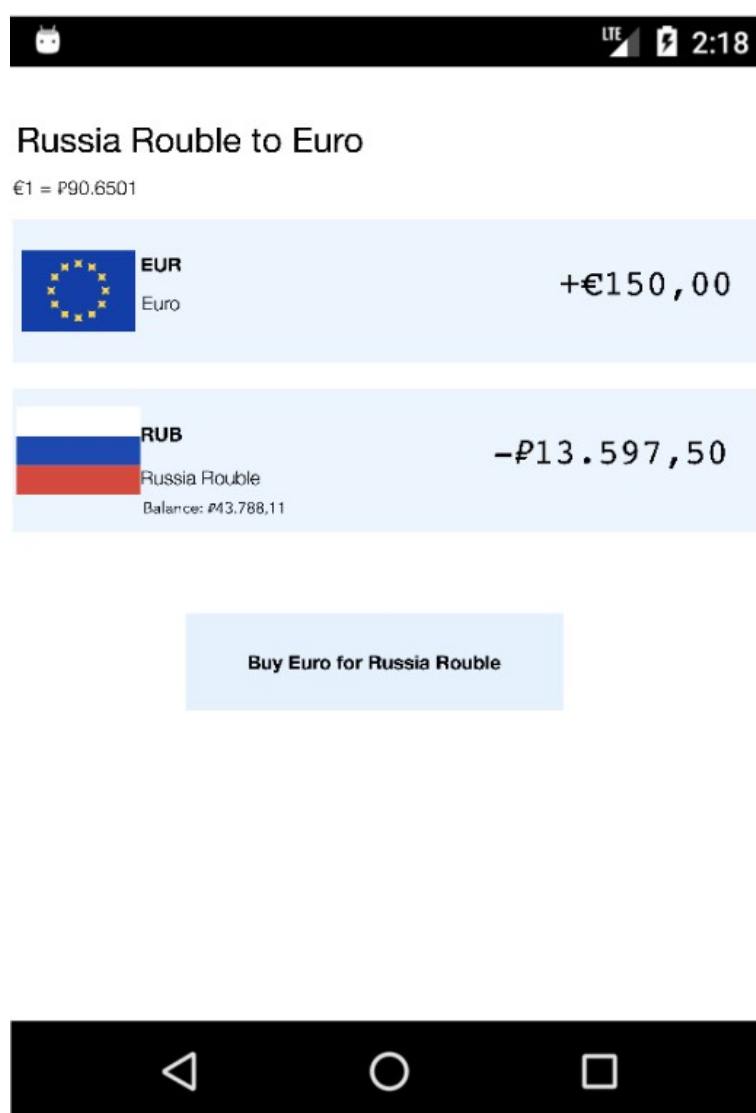 LTE 2:18
Russia Rouble to Euro
€1 = ₽90.6501
EUR
+€150,00
Euro
RUB
-₽13.597,50
Russia Rouble
Balance: ₽43.788,11
Buy Euro for Russia Rouble